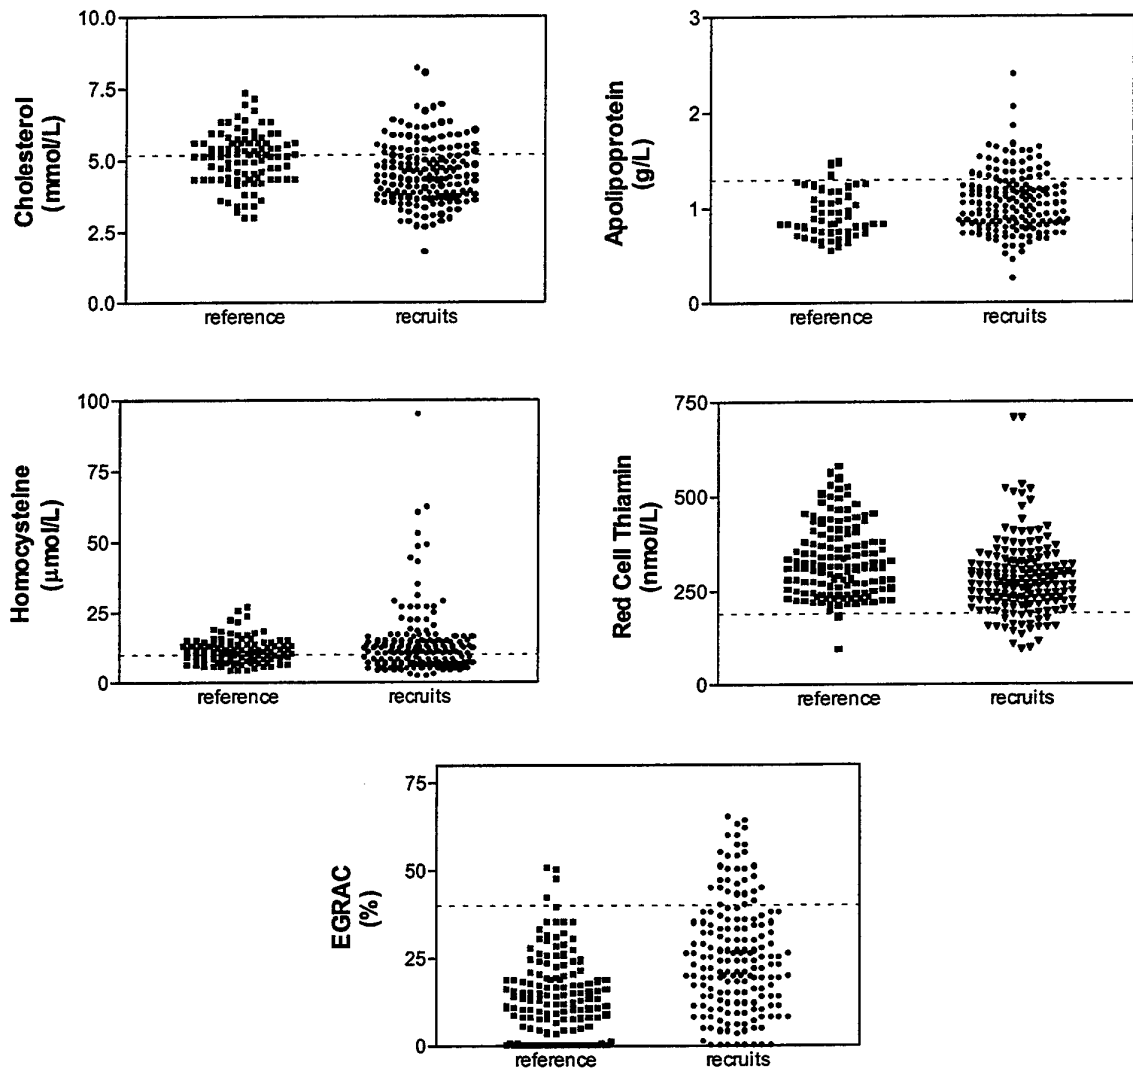 Cholesterol
(mmol/L)
10.0
7.5
5.0
2.5
0.0
reference recruits
Apolipoprotein
(g/L)
3
2
1
0
reference recruits
Homocysteine
(μmol/L)
100
75
50
25
0
reference recruits
Red Cell Thiamin
(nmol/L)
750
500
250
0
reference recruits
EGRAC
(%)
75
50
25
0
reference recruits